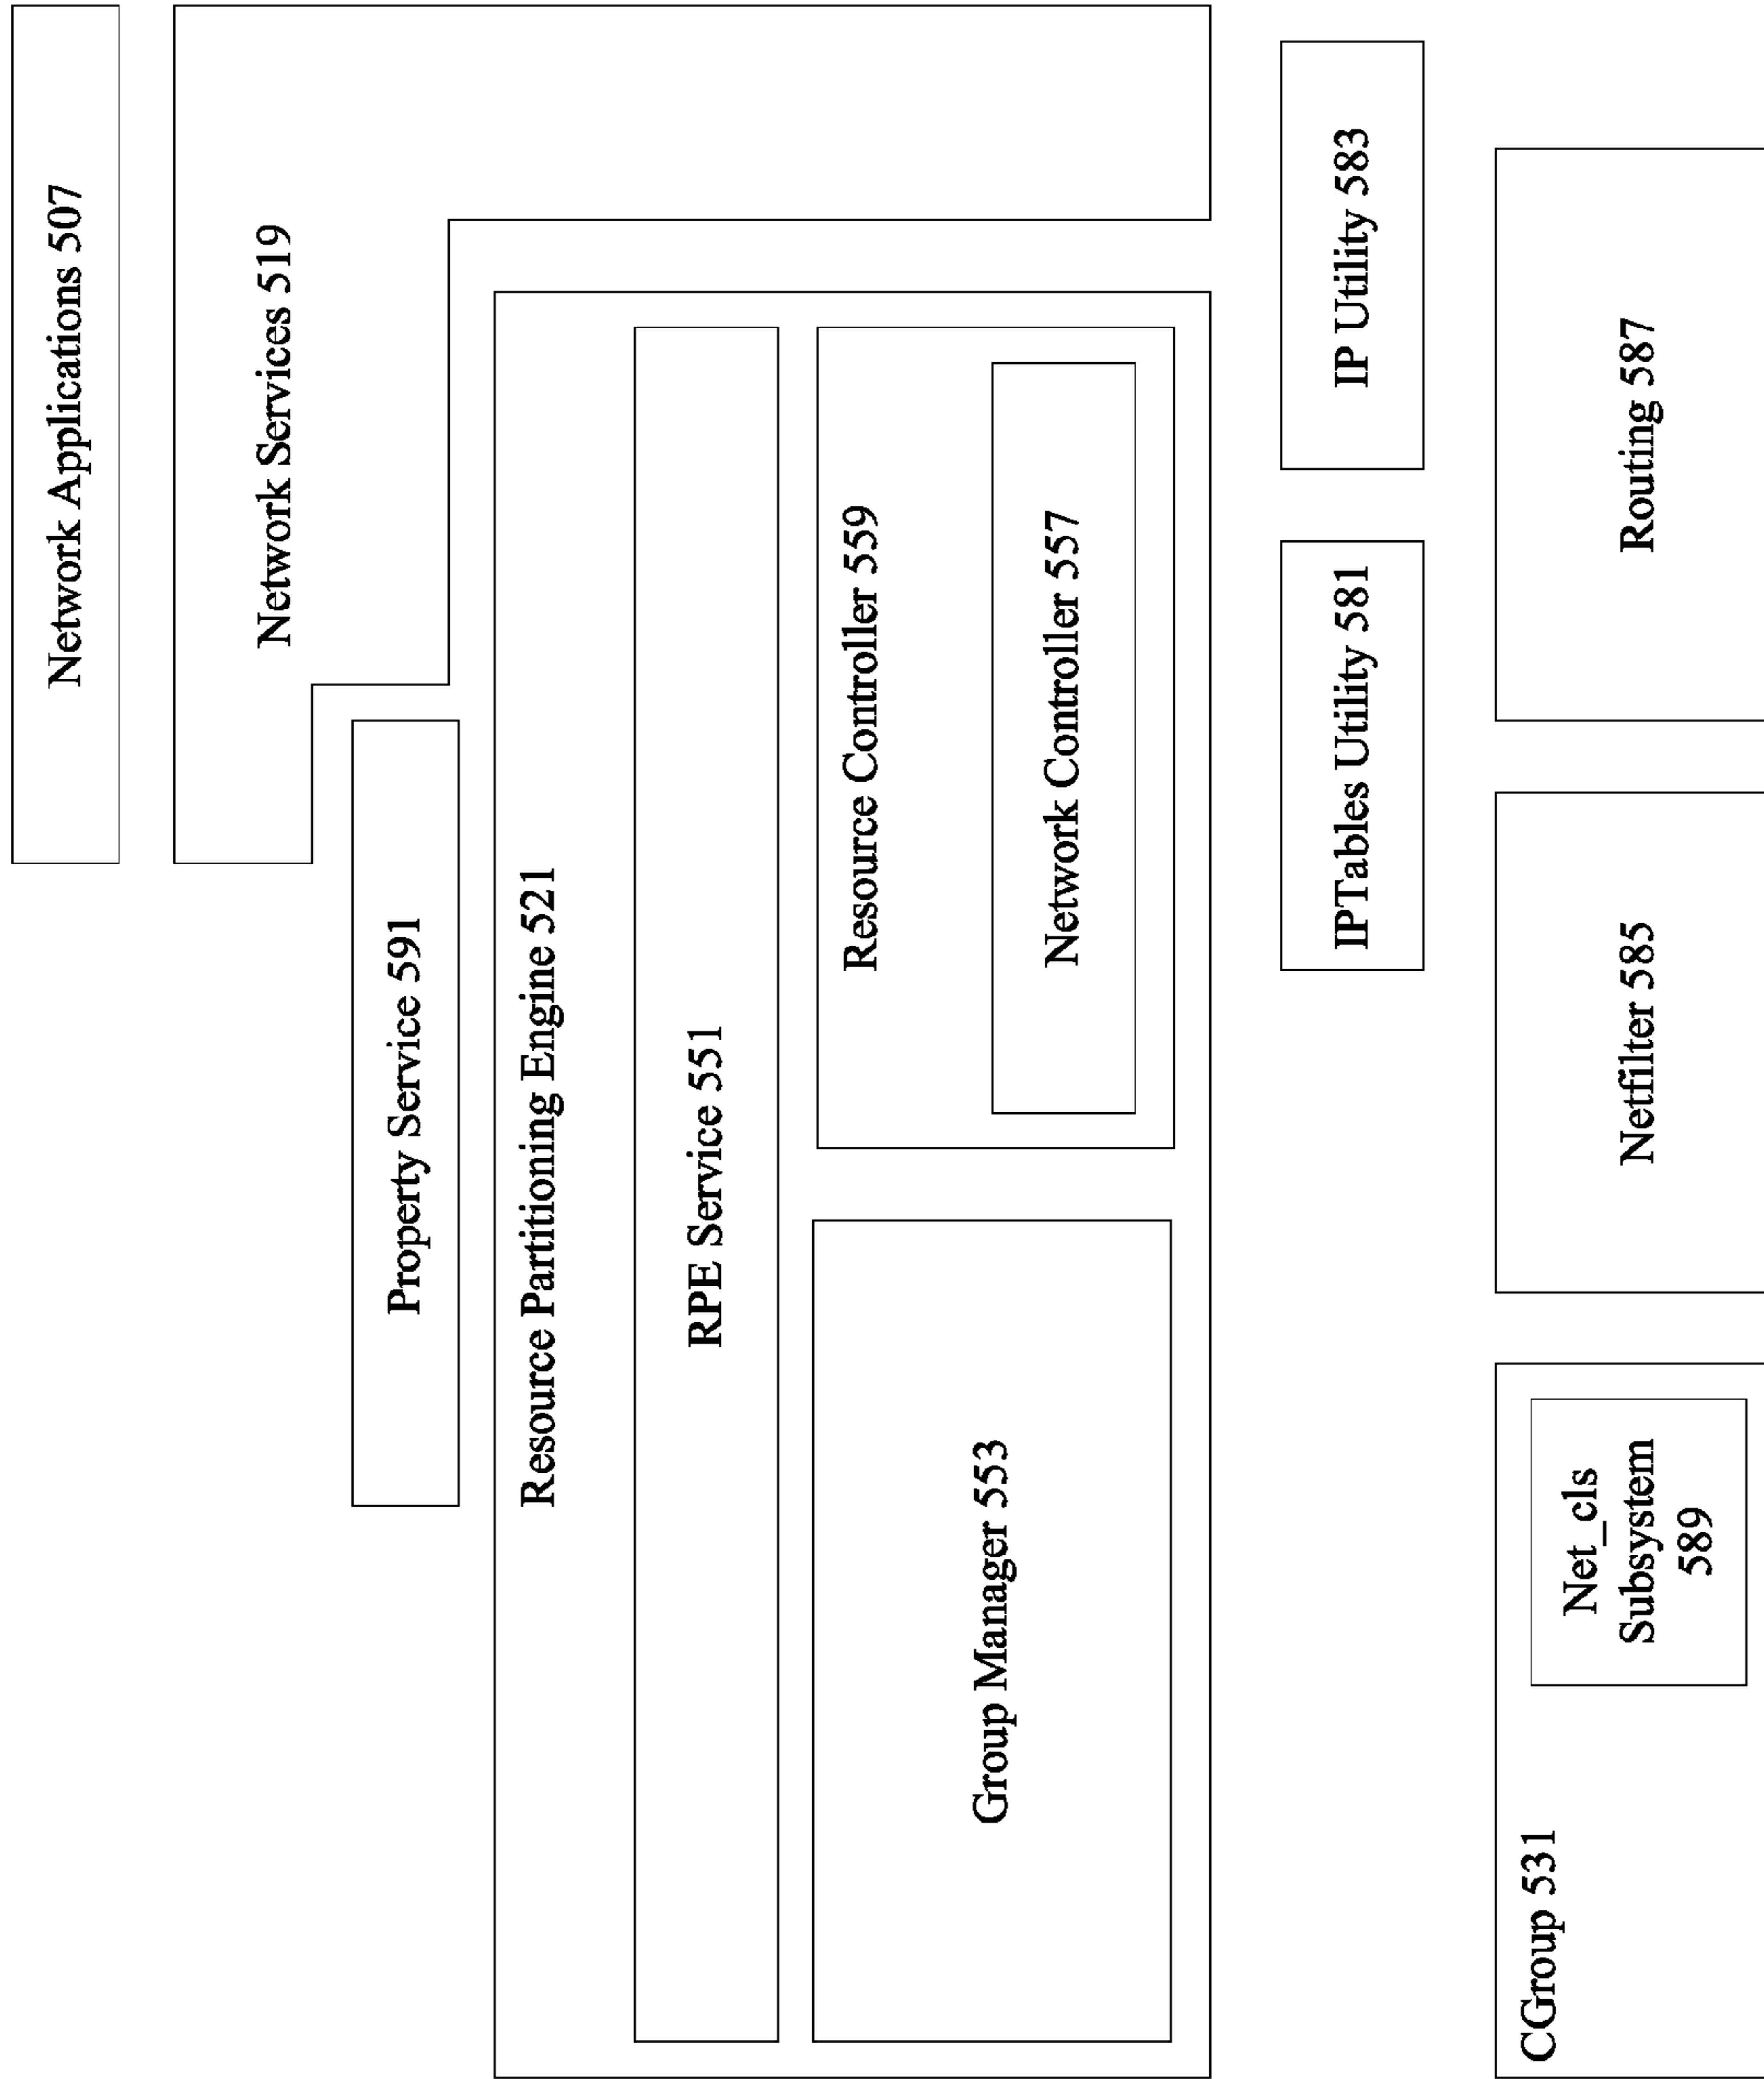 Network Applications 507
Network Services 519
Property Service 591
Resource Partitioning Engine 521
RPE Service 551
Group Manager 553
Resource Controller 559
Network Controller 557
IPTables Utility 581
IP Utility 583
CGroup 531
Net_cls
Subsystem
589
Netfilter 585
Routing 587